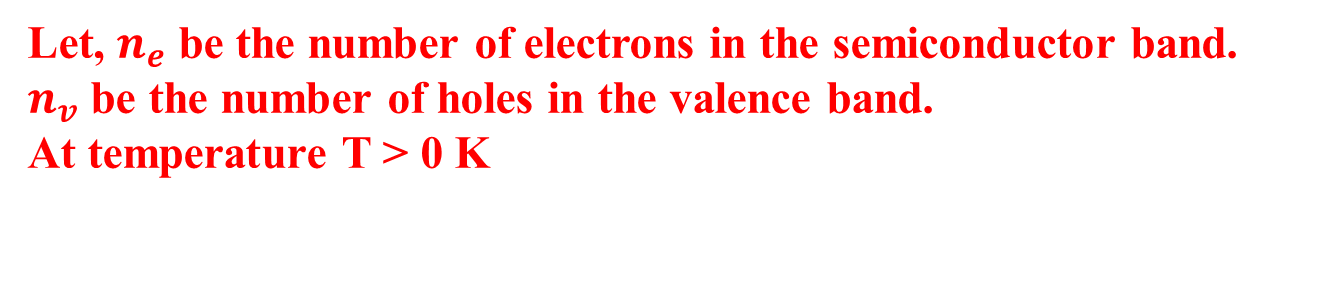 Let, nₑ be the number of electrons in the semiconductor band.
nᵥ be the number of holes in the valence band.
At temperature T > 0 K